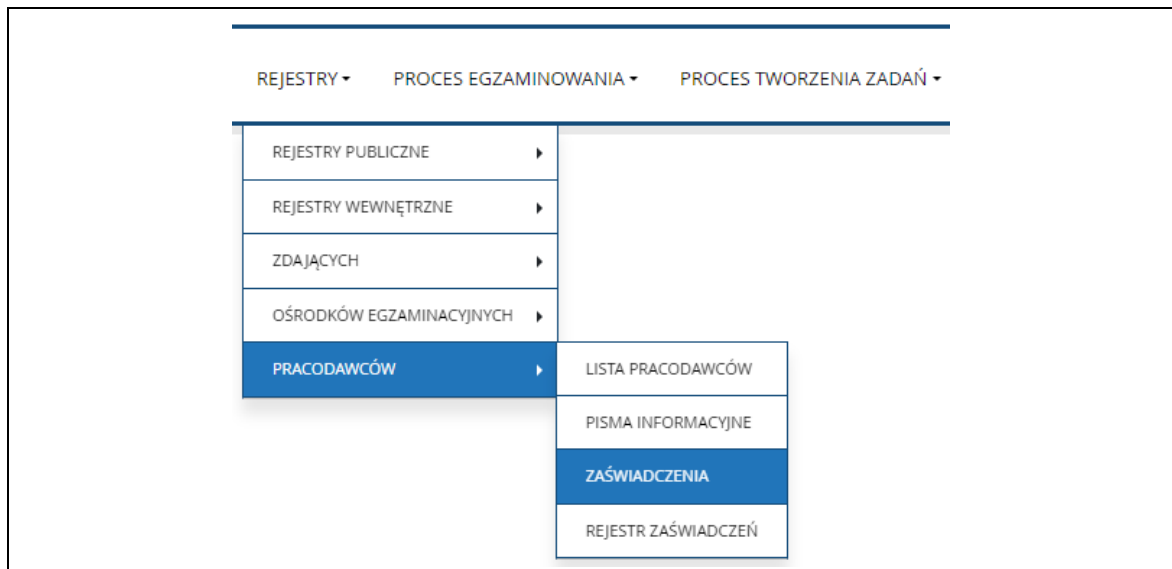 REJESTRY PROCES EGZAMINOWANIA PROCES TWORZENIA ZADAŃ
REJESTRY PUBLICZNE
REJESTRY WEWNĘTRZNE
ZDAJĄCYCH
OŚRODKÓW EGZAMINACYJNYCH
PRACODAWCÓW
LISTA PRACODAWCÓW
PISMA INFORMACYJNE
ZAŚWIADCZENIA
REJESTR ZAŚWIADCZEŃ